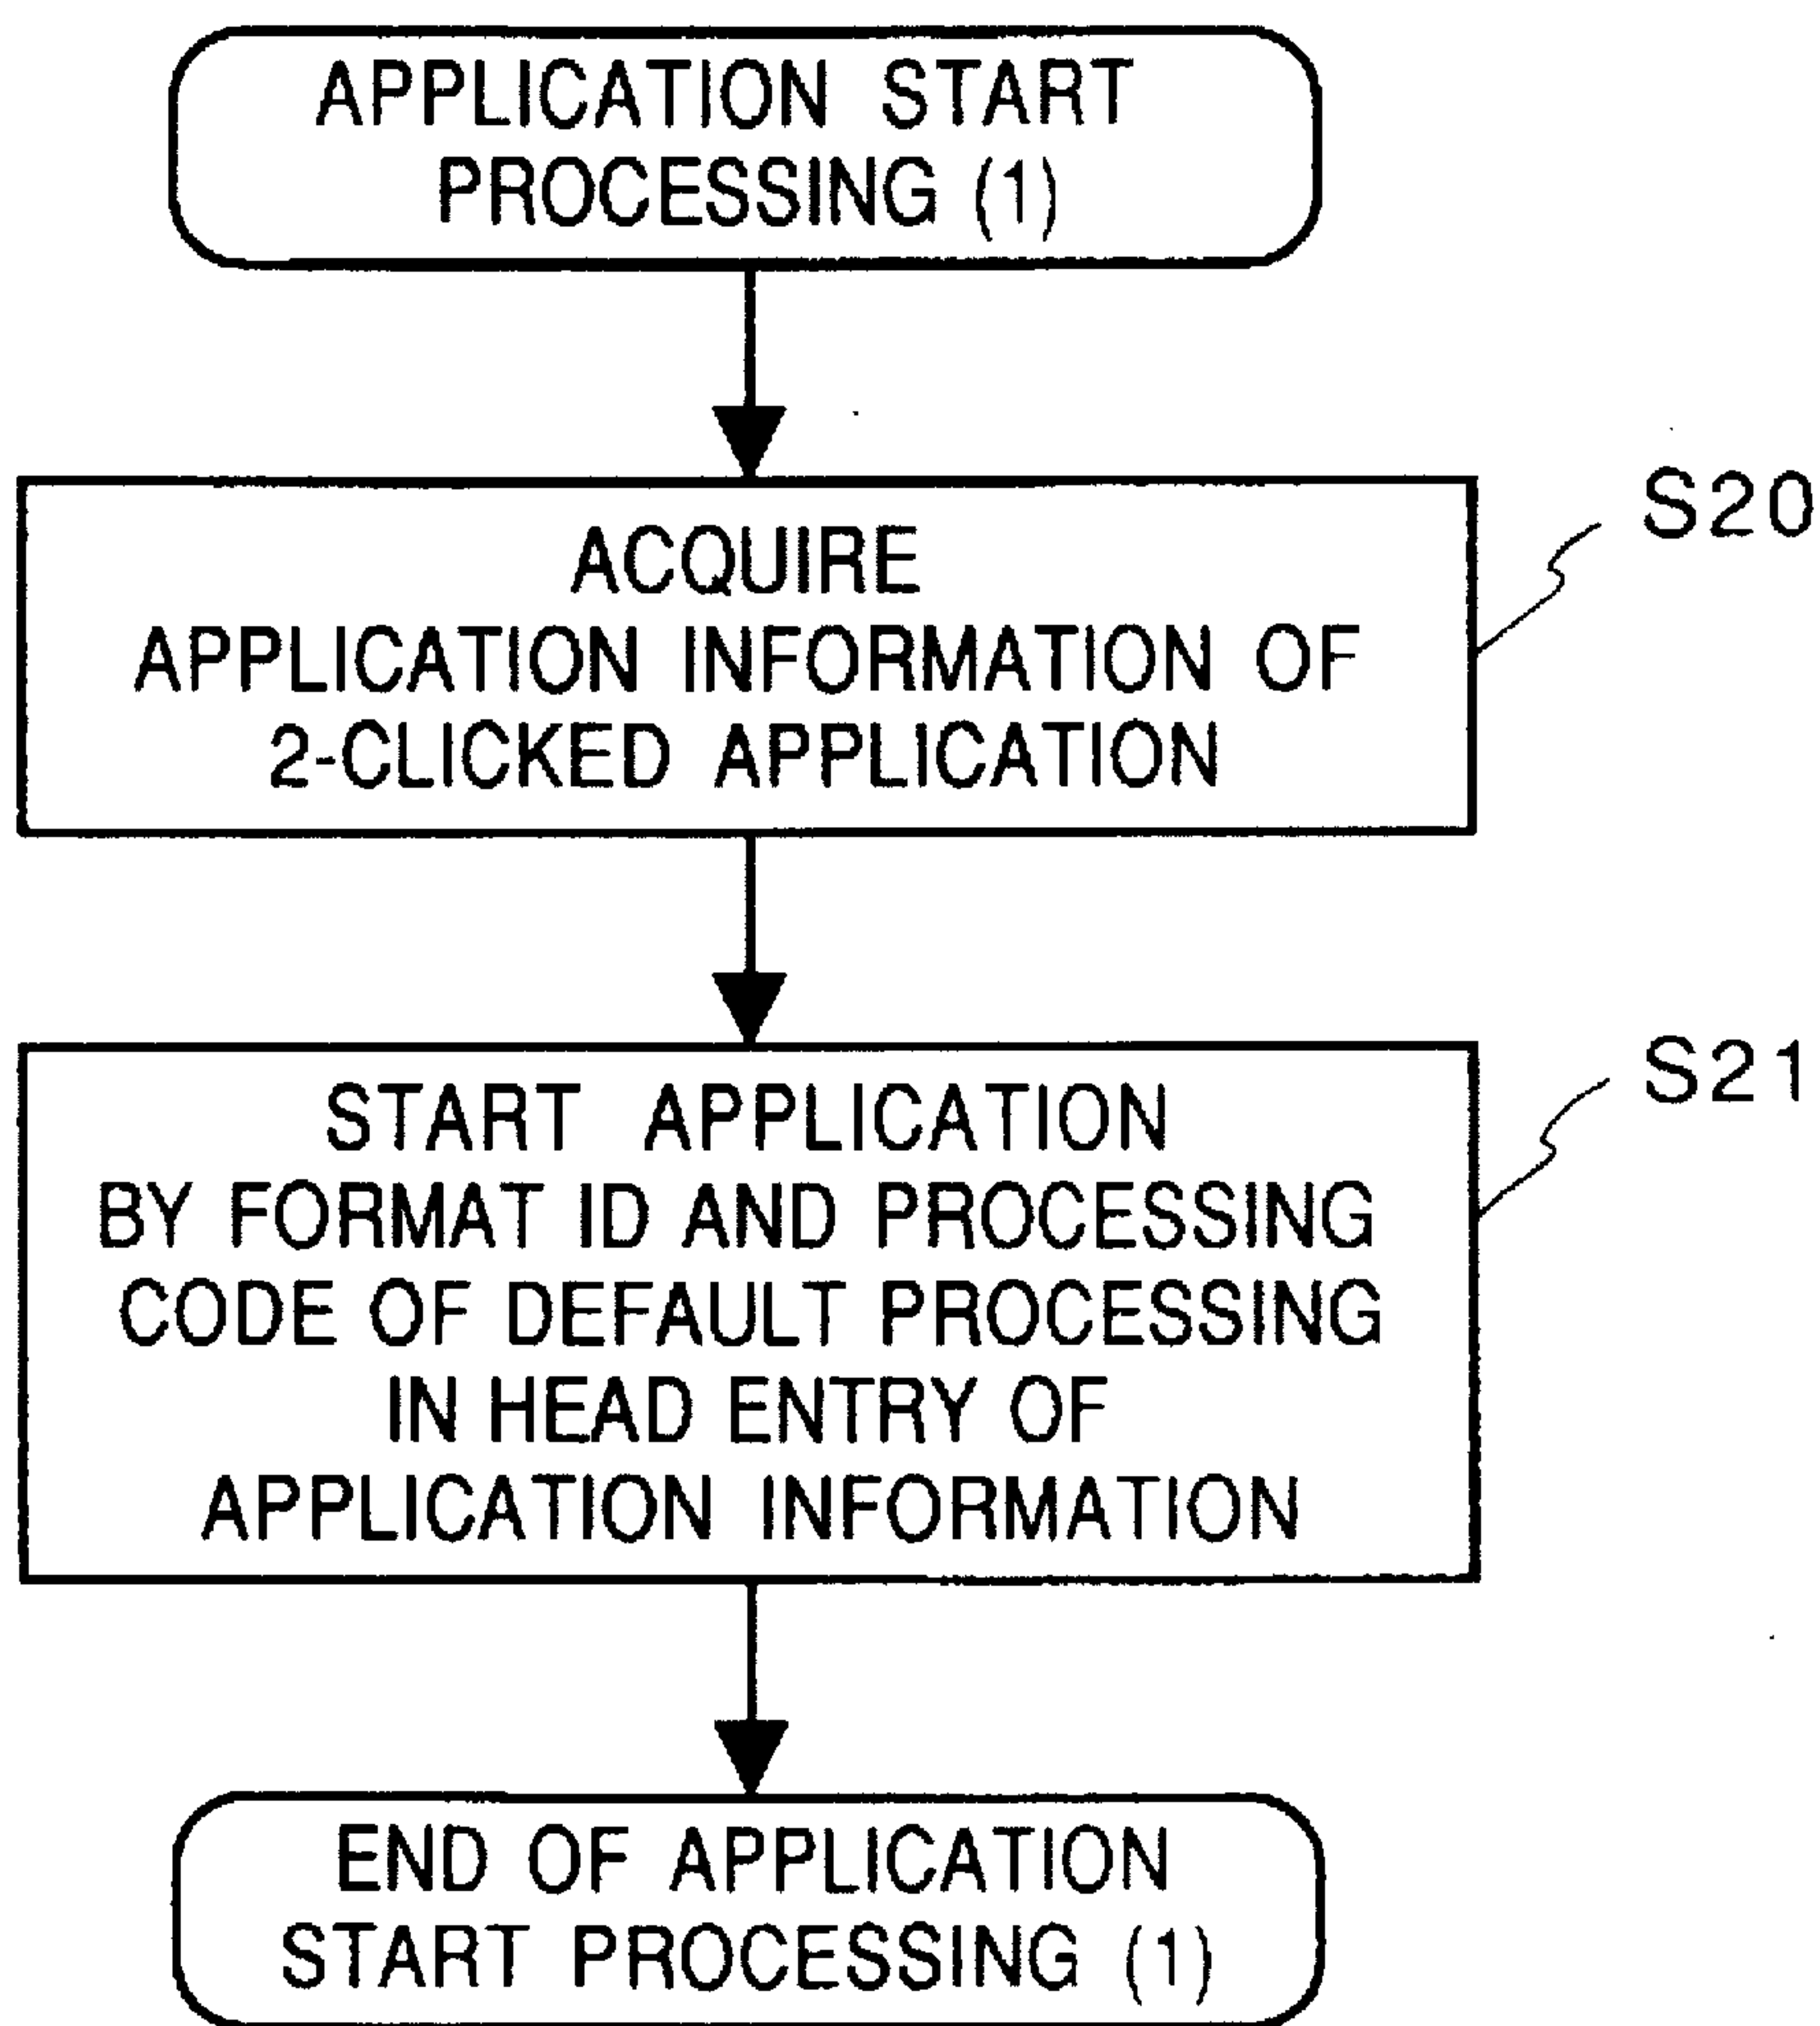 APPLICATION START
PROCESSING (1)
S20
ACQUIRE
APPLICATION INFORMATION OF
2-CLICKED APPLICATION
S21
START APPLICATION
BY FORMAT ID AND PROCESSING
CODE OF DEFAULT PROCESSING
IN HEAD ENTRY OF
APPLICATION INFORMATION
END OF APPLICATION
START PROCESSING (1)